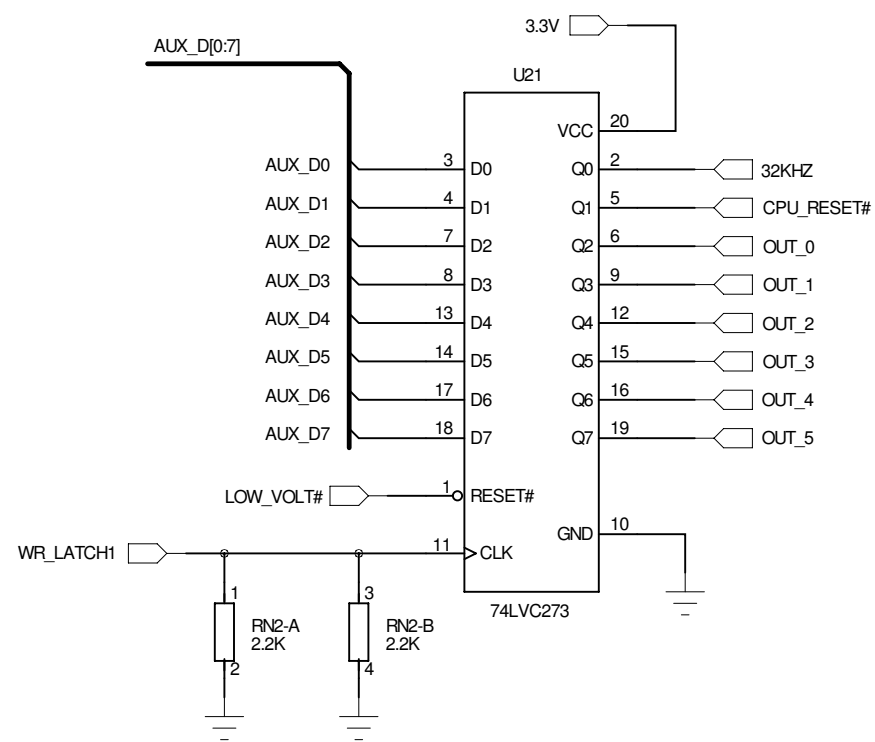 3.3V
AUX_D[0:7]
U21
VCC 20
AUX_D0 3 D0 Q0 2 32KHZ
AUX_D1 4 D1 Q1 5 CPU_RESET#
AUX_D2 7 D2 Q2 6 OUT_0
AUX_D3 8 D3 Q3 9 OUT_1
AUX_D4 13 D4 Q4 12 OUT_2
AUX_D5 14 D5 Q5 15 OUT_3
AUX_D6 17 D6 Q6 16 OUT_4
AUX_D7 18 D7 Q7 19 OUT_5
LOW_VOLT# 1 RESET#
GND 10
WR_LATCH1 11 CLK
74LVC273
1 3
RN2-A RN2-B
2.2K 2.2K
2 4